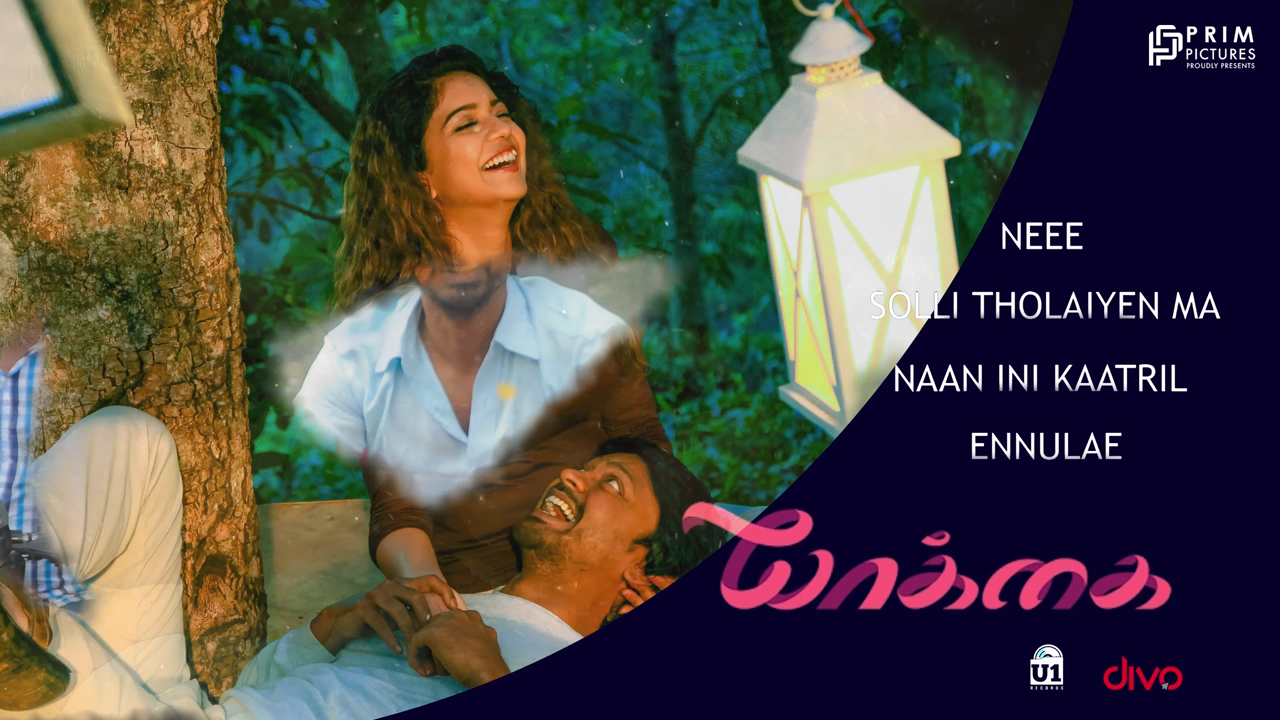 PRIM
PICTURES
PROUDLY PRESENTS
NEEE
SOLLI THOLAIYEN MA
NAAN INI KAATRIL
ENNULAE
யாக்கை
U1
RECORDS
divo